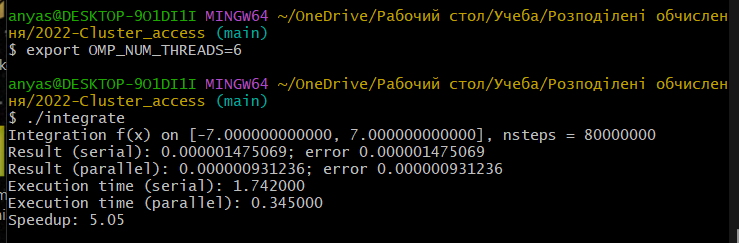 anyas@DESKTOP-9O1DI1I MINGW64 ~/OneDrive/Рабочий стол/Учеба/Розподілені обчислен
ня/2022-Cluster_access (main)
$ export OMP_NUM_THREADS=6
anyas@DESKTOP-9O1DI1I MINGW64 ~/OneDrive/Рабочий стол/Учеба/Розподілені обчислен
ня/2022-Cluster_access (main)
$ ./integrate
Integration f(x) on [-7.000000000000, 7.000000000000], nsteps = 80000000
Result (serial): 0.000001475069; error 0.000001475069
Result (parallel): 0.000000931236; error 0.000000931236
Execution time (serial): 1.742000
Execution time (parallel): 0.345000
Speedup: 5.05